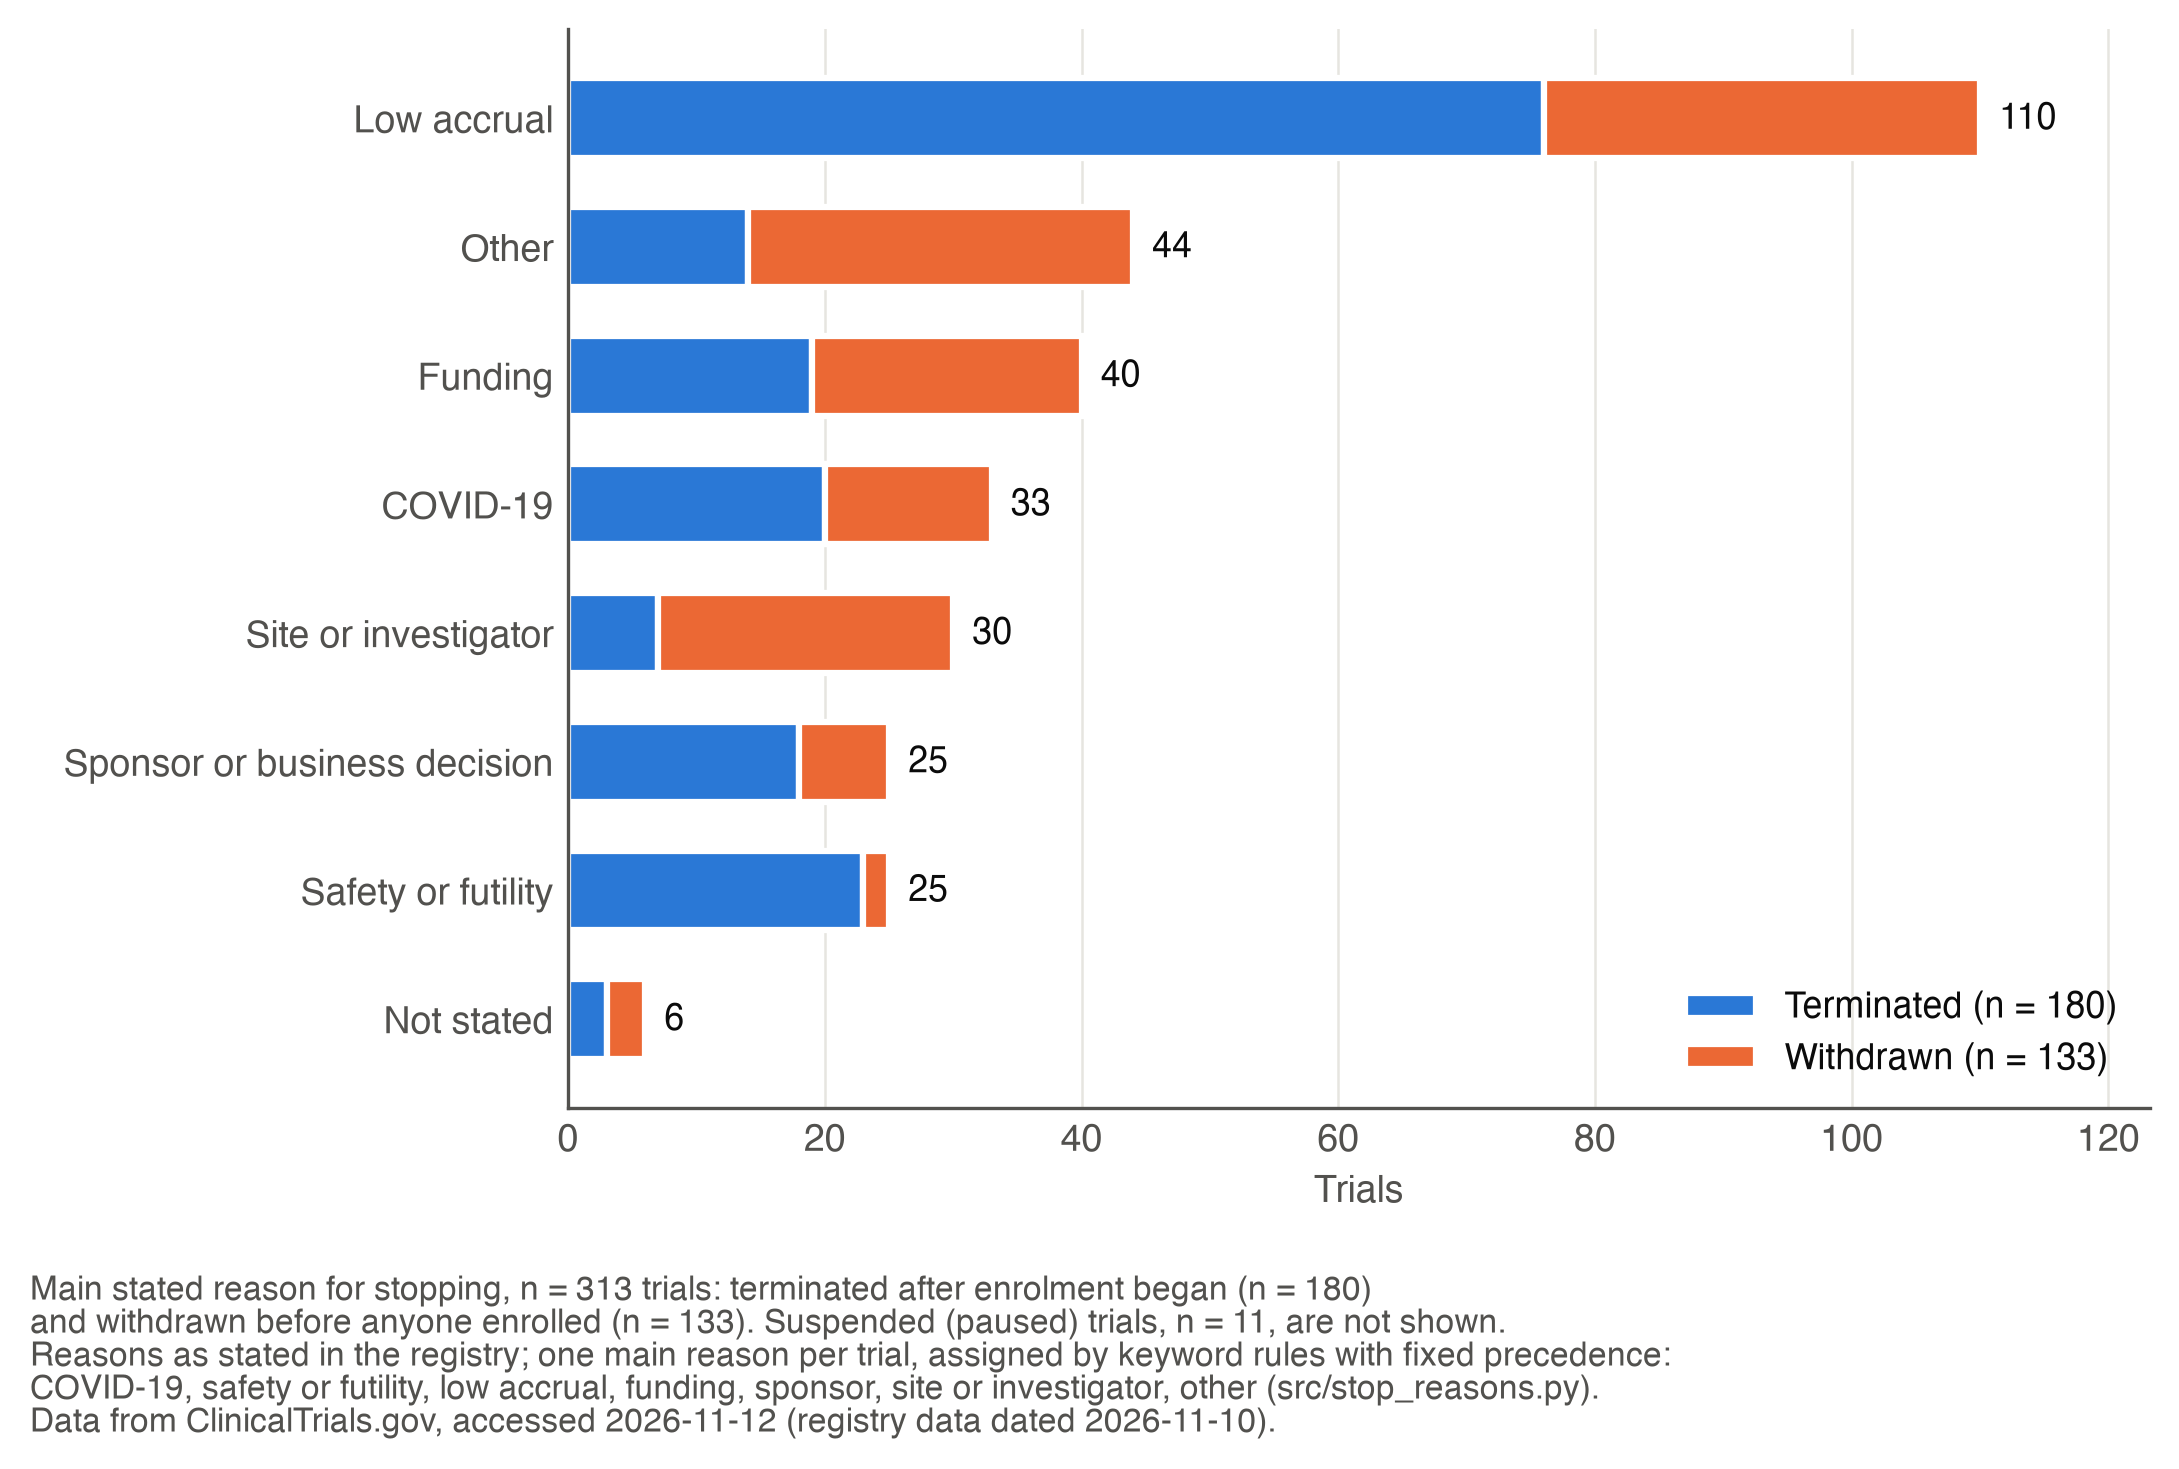 Low accrual
110
Other
44
Funding
40
COVID-19
33
Site or investigator
30
Sponsor or business decision
25
Safety or futility
25
Not stated
6
Terminated (n = 180)
Withdrawn (n = 133)
0 20 40 60 80 100 120
Trials
Main stated reason for stopping, n = 313 trials: terminated after enrolment began (n = 180)
and withdrawn before anyone enrolled (n = 133). Suspended (paused) trials, n = 11, are not shown.
Reasons as stated in the registry; one main reason per trial, assigned by keyword rules with fixed precedence:
COVID-19, safety or futility, low accrual, funding, sponsor, site or investigator, other (src/stop_reasons.py).
Data from ClinicalTrials.gov, accessed 2026-11-12 (registry data dated 2026-11-10).